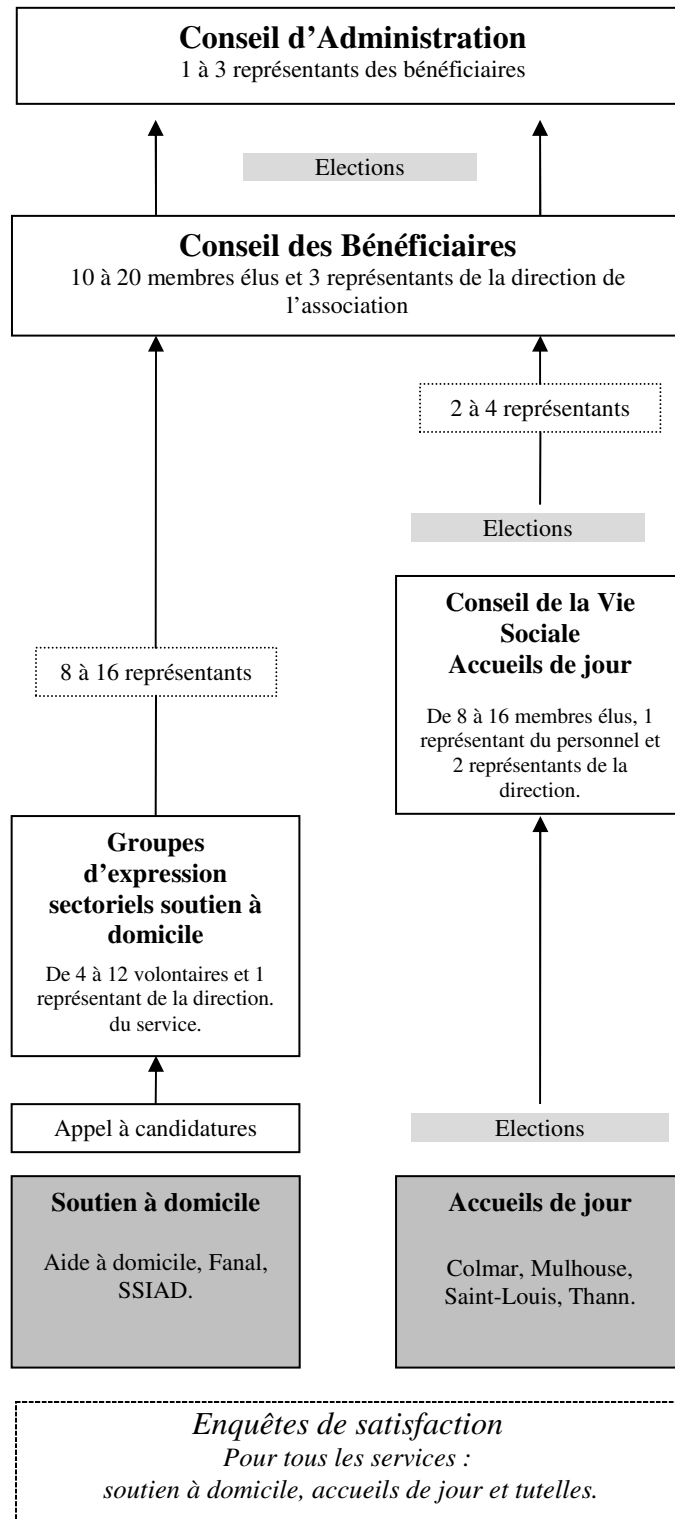 Conseil d’Administration
1 à 3 représentants des bénéficiaires
Elections
Conseil des Bénéficiaires
10 à 20 membres élus et 3 représentants de la direction de
l’association
2 à 4 représentants
Elections
Conseil de la Vie
Sociale
Accueils de jour
De 8 à 16 membres élus, 1
représentant du personnel et
2 représentants de la
direction.
8 à 16 représentants
Groupes
d’expression
sectoriels soutien à
domicile
De 4 à 12 volontaires et 1
représentant de la direction.
du service.
Appel à candidatures
Elections
Soutien à domicile
Aide à domicile, Fanal,
SSIAD.
Accueils de jour
Colmar, Mulhouse,
Saint-Louis, Thann.
Enquêtes de satisfaction
Pour tous les services :
soutien à domicile, accueils de jour et tutelles.